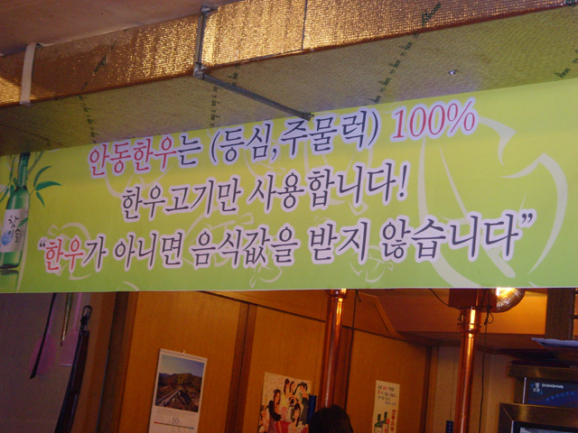 안동한우는 (등심,주물럭) 100%
한우고기만 사용합니다!
“한우가 아니면 음식값을 받지 않습니다”